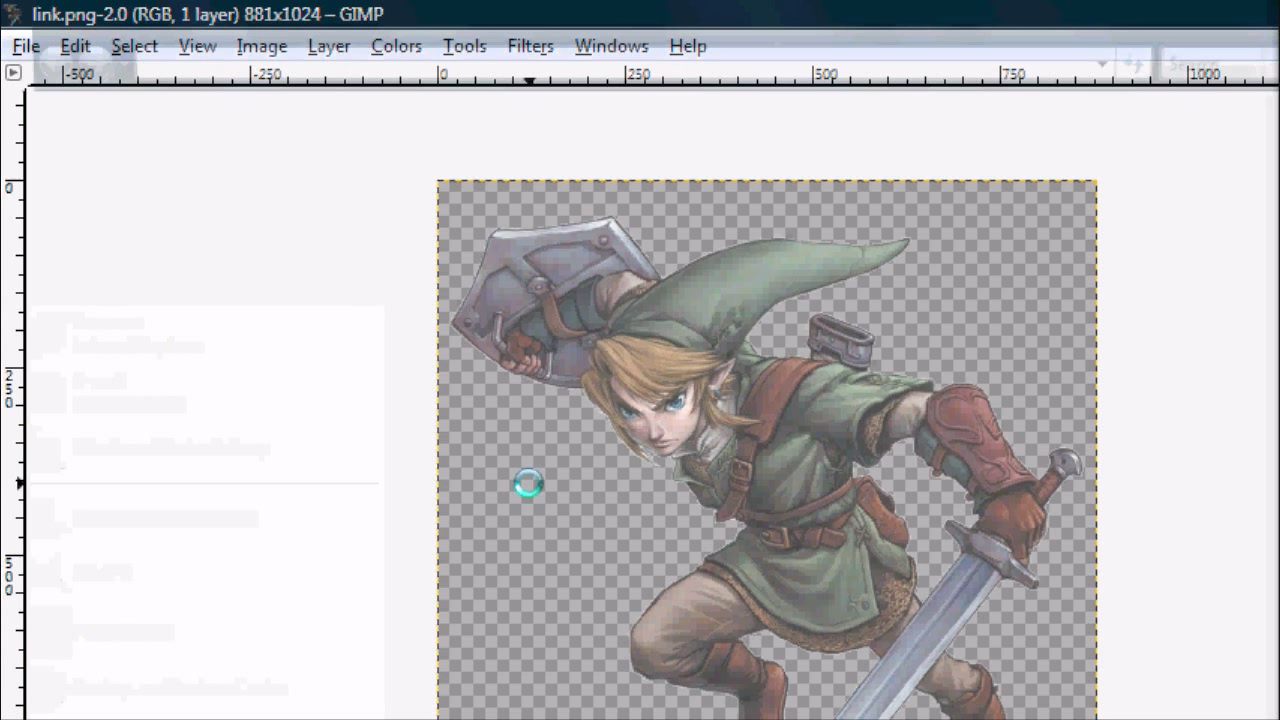 link.png-2.0 (RGB, 1 layer) 881x1024 – GIMP
File Edit Select View Image Layer Colors Tools Filters Windows Help
-500 -250 0 250 500 750 1000
0
250
500